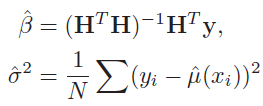 β̂ = (HᵀH)⁻¹Hᵀy,
σ̂² = 1/N ∑(yᵢ − μ̂(xᵢ))²